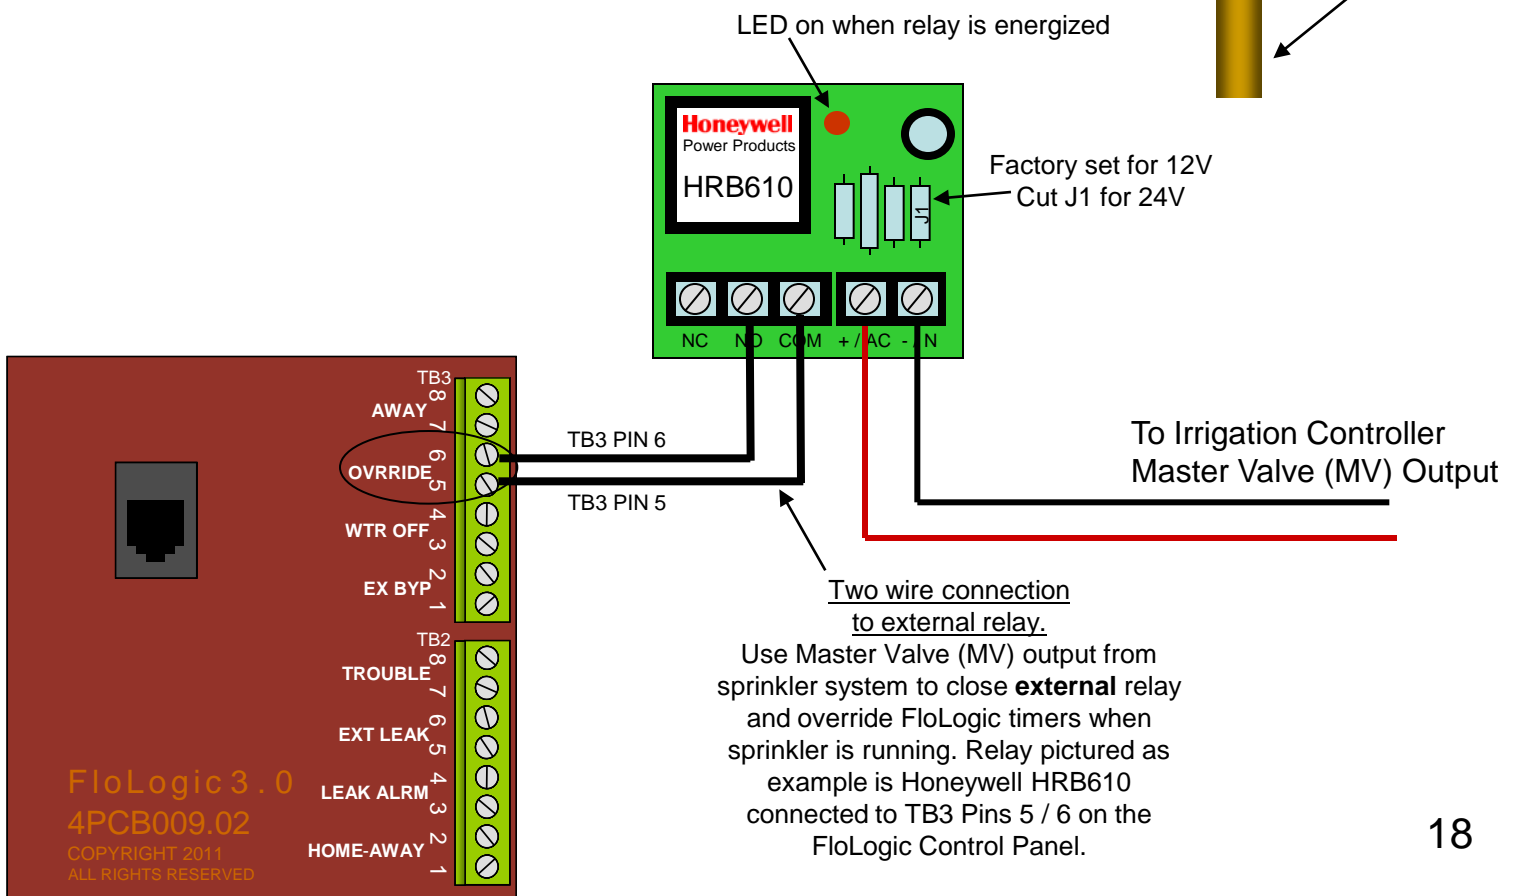 LED on when relay is energized
Honeywell
Power Products
HRB610
J1
Factory set for 12V
Cut J1 for 24V
NC NO COM + / AC - / N
TB3
8
AWAY
7
6
OVRRIDE
5
4
WTR OFF
3
2
EX BYP
1
TB3 PIN 6
TB3 PIN 5
To Irrigation Controller
Master Valve (MV) Output
TB2
8
TROUBLE
7
6
EXT LEAK
5
4
LEAK ALRM
3
2
HOME-AWAY
1
FloLogic 3.0
4PCB009.02
COPYRIGHT 2011
ALL RIGHTS RESERVED
Two wire connection
to external relay.
Use Master Valve (MV) output from
sprinkler system to close external relay
and override FloLogic timers when
sprinkler is running. Relay pictured as
example is Honeywell HRB610
connected to TB3 Pins 5 / 6 on the
FloLogic Control Panel.
18